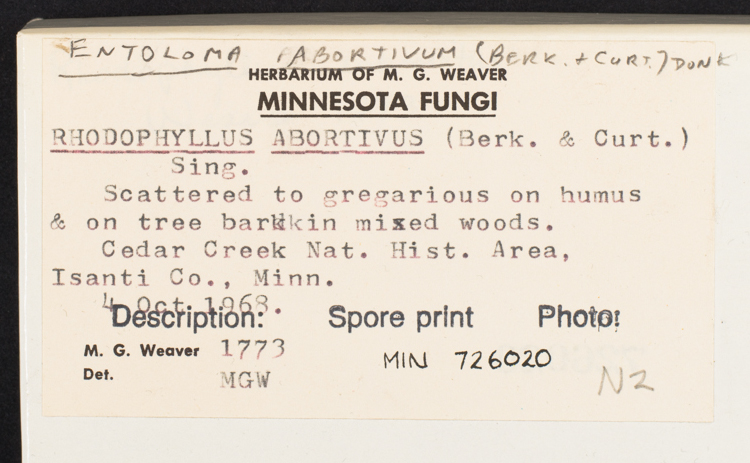 ENTOLOMA ABORTIVUM (BERK. + CURT.) DONK
HERBARIUM OF M. G. WEAVER
MINNESOTA FUNGI
RHODOPHYLLUS ABORTIVUS (Berk. & Curt.)
Sing.
Scattered to gregarious on humus
& on tree bark in mixed woods.
Cedar Creek Nat. Hist. Area,
Isanti Co., Minn.
4 Oct 1968.
Description: Spore print Photo:
M. G. Weaver 1773
MIN 726020
Det. MGW
N2